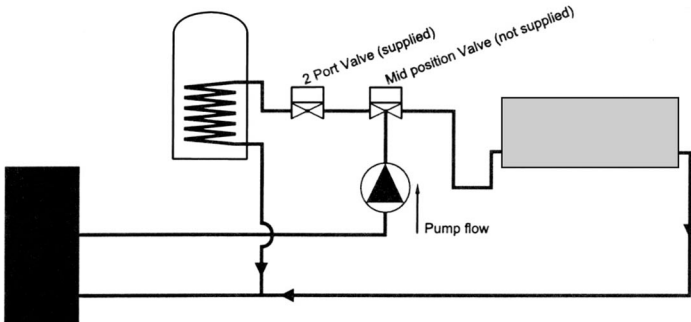 2 Port Valve (supplied)
Mid position Valve (not supplied)
Pump flow